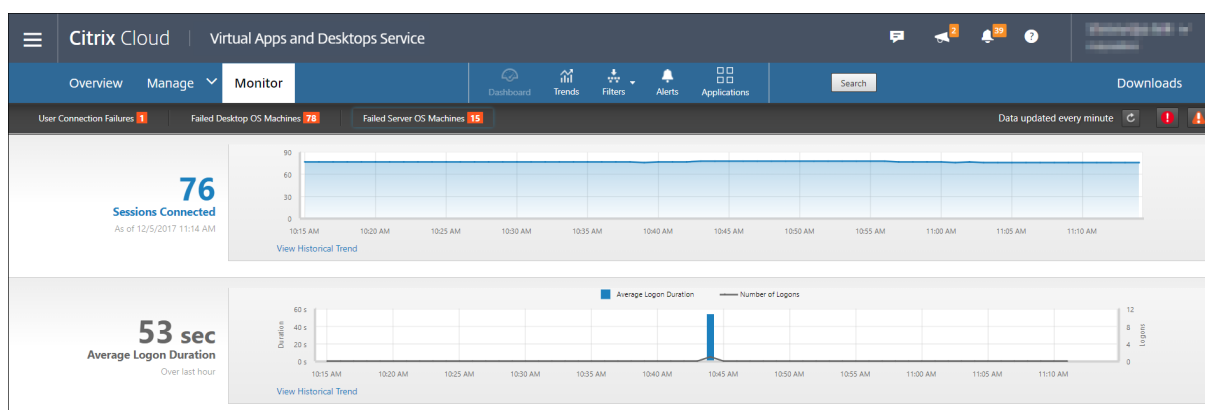 Citrix Cloud Virtual Apps and Desktops Service 2 39 ?
Overview Manage Monitor Dashboard Trends Filters Alerts Applications Search Downloads
User Connection Failures 1 Failed Desktop OS Machines 78 Failed Server OS Machines 15 Data updated every minute
76
Sessions Connected
As of 12/5/2017 11:14 AM
90
60
30
0
10:15 AM 10:20 AM 10:25 AM 10:30 AM 10:35 AM 10:40 AM 10:45 AM 10:50 AM 10:55 AM 11:00 AM 11:05 AM 11:10 AM
View Historical Trend
53 sec
Average Logon Duration
Over last hour
Average Logon Duration Number of Logons
Duration
60 s
40 s
20 s
0 s
12
8
4
0
Logons
10:15 AM 10:20 AM 10:25 AM 10:30 AM 10:35 AM 10:40 AM 10:45 AM 10:50 AM 10:55 AM 11:00 AM 11:05 AM 11:10 AM
View Historical Trend